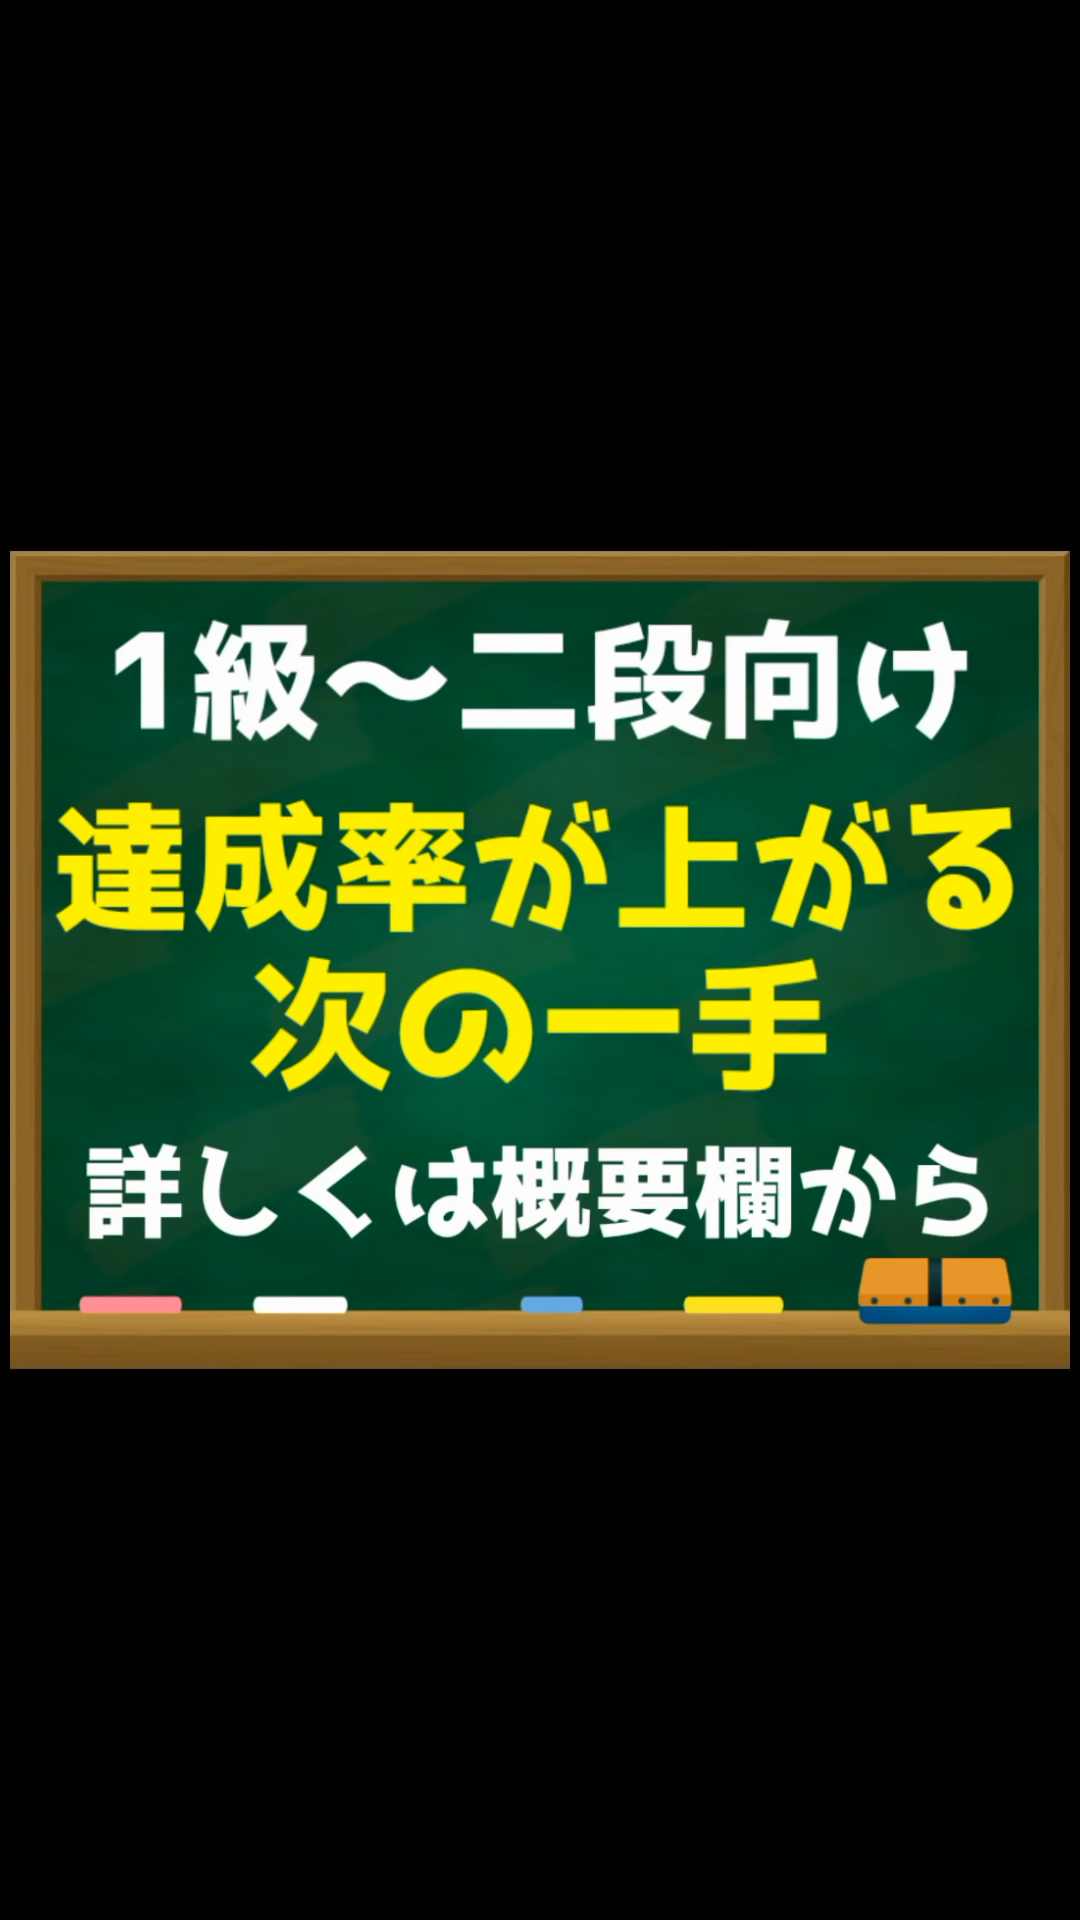 1級〜二段向け
達成率が上がる
次の一手
詳しくは概要欄から